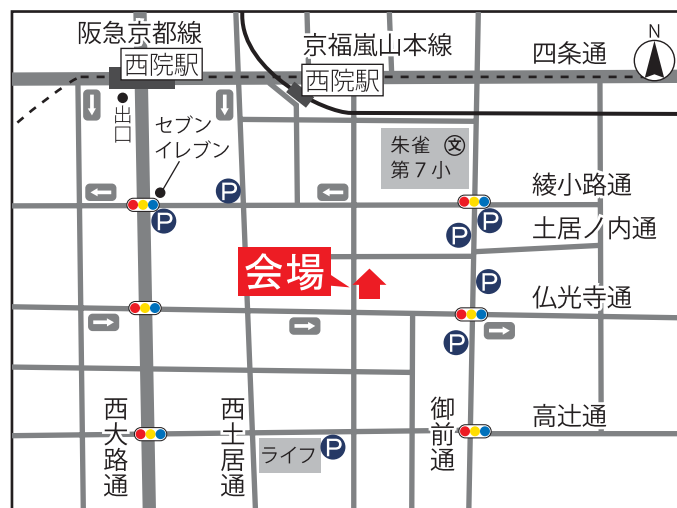 阪急京都線
西院駅
京福嵐山本線
西院駅
四条通
N
出口
セブン
イレブン
朱雀 文
第7小
綾小路通
P
P
P
P
土居ノ内通
会場
P
仏光寺通
P
西大路通
西土居通
御前通
高辻通
ライフ
P